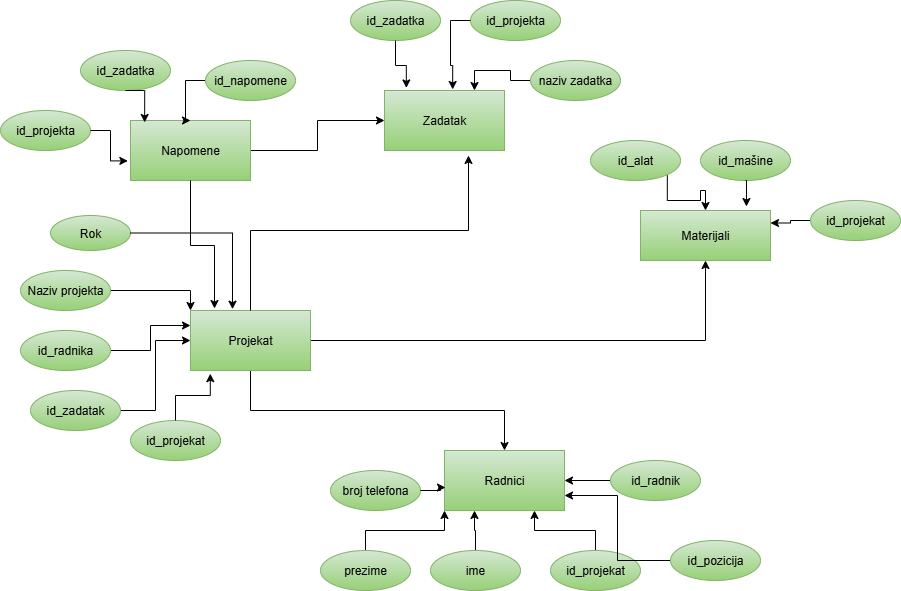 id_zadatka
id_projekta
id_zadatka
id_napomene
naziv zadatka
id_projekta
Napomene
Zadatak
id_alat
id_mašine
id_projekat
Rok
Materijali
Naziv projekta
Projekat
id_radnika
id_zadatak
id_projekat
Radnici
id_radnik
broj telefona
prezime
ime
id_projekat
id_pozicija